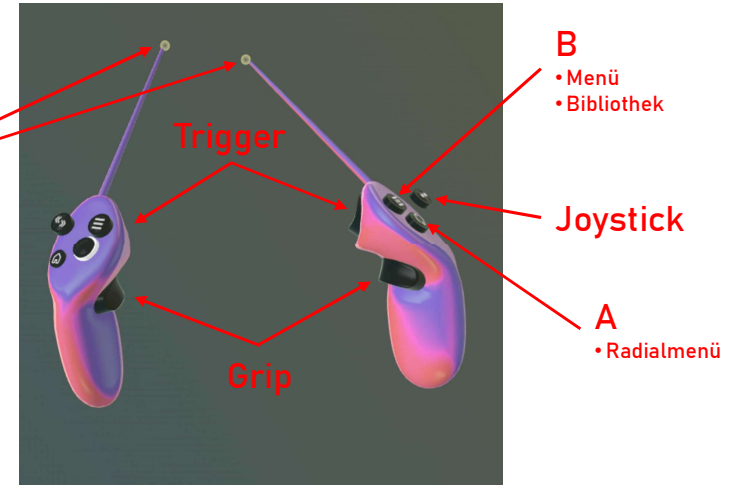 B
• Menü
• Bibliothek
Trigger
Joystick
A
• Radialmenü
Grip